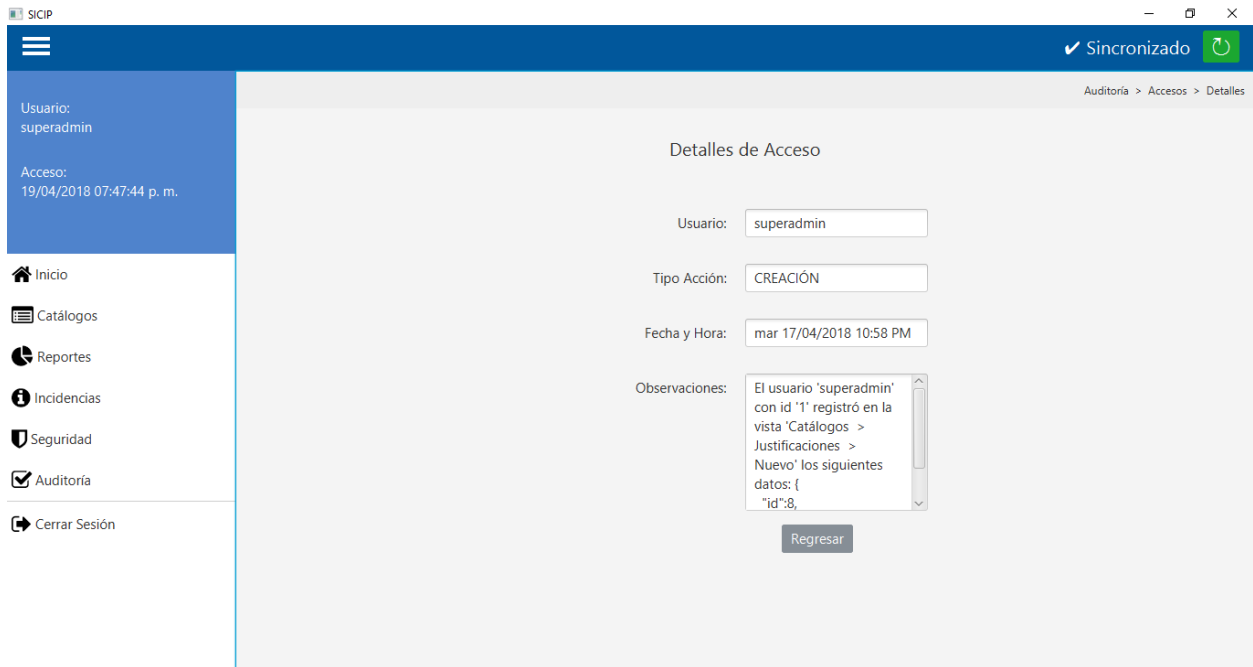 SICIP
✔ Sincronizado
Auditoría > Accesos > Detalles
Usuario:
superadmin
Acceso:
19/04/2018 07:47:44 p. m.
Inicio
Catálogos
Reportes
Incidencias
Seguridad
Auditoría
Cerrar Sesión
Detalles de Acceso
Usuario: superadmin
Tipo Acción: CREACIÓN
Fecha y Hora: mar 17/04/2018 10:58 PM
Observaciones: El usuario 'superadmin'
con id '1' registró en la
vista 'Catálogos >
Justificaciones >
Nuevo' los siguientes
datos: {
"id":8,
Regresar